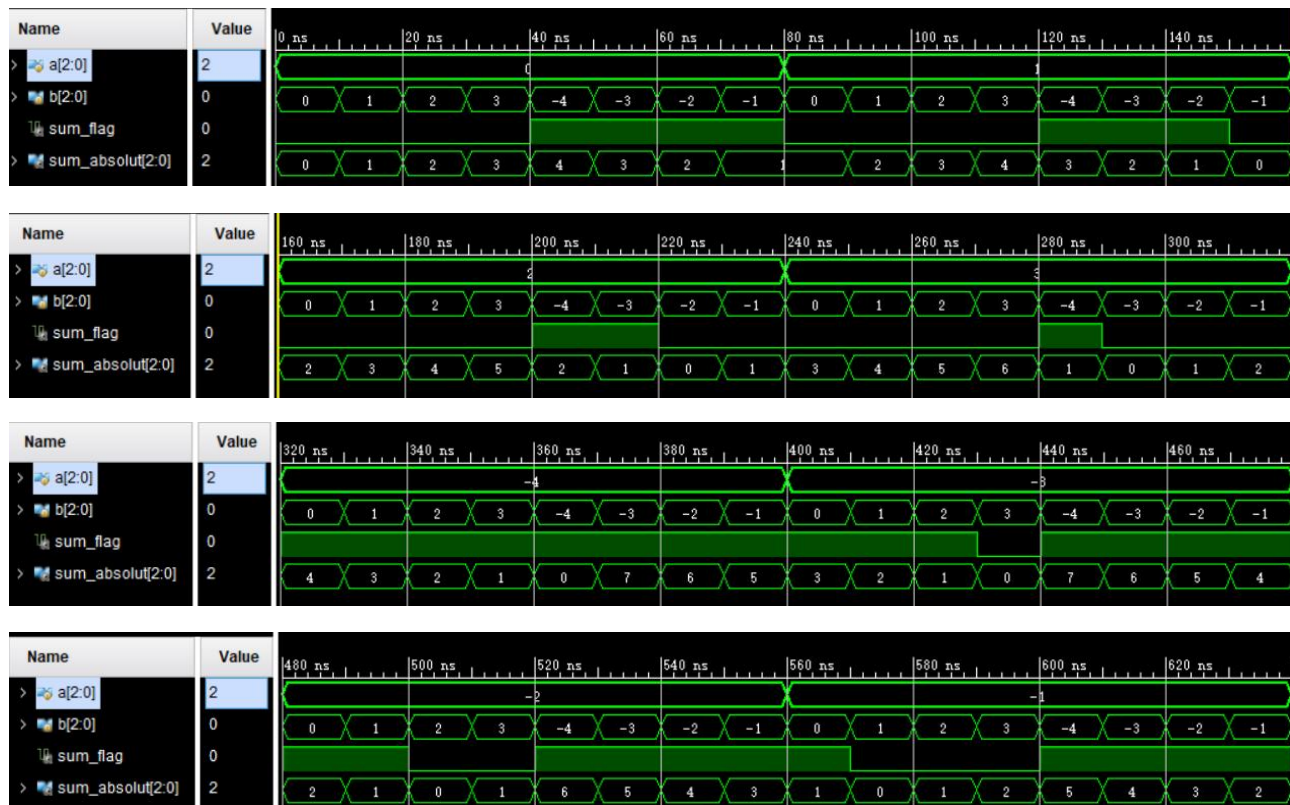 Name Value 0 ns 20 ns 40 ns 60 ns 80 ns 100 ns 120 ns 140 ns
> a[2:0] 2 0 1
> b[2:0] 0 0 1 2 3 -4 -3 -2 -1 0 1 2 3 -4 -3 -2 -1
sum_flag 0
> sum_absolut[2:0] 2 0 1 2 3 4 3 2 1 2 3 4 3 2 1 0
Name Value 160 ns 180 ns 200 ns 220 ns 240 ns 260 ns 280 ns 300 ns
> a[2:0] 2 2 3
> b[2:0] 0 0 1 2 3 -4 -3 -2 -1 0 1 2 3 -4 -3 -2 -1
sum_flag 0
> sum_absolut[2:0] 2 2 3 4 5 2 1 0 1 3 4 5 6 1 0 1 2
Name Value 320 ns 340 ns 360 ns 380 ns 400 ns 420 ns 440 ns 460 ns
> a[2:0] 2 -4 -3
> b[2:0] 0 0 1 2 3 -4 -3 -2 -1 0 1 2 3 -4 -3 -2 -1
sum_flag 0
> sum_absolut[2:0] 2 4 3 2 1 0 7 6 5 3 2 1 0 7 6 5 4
Name Value 480 ns 500 ns 520 ns 540 ns 560 ns 580 ns 600 ns 620 ns
> a[2:0] 2 -2 -1
> b[2:0] 0 0 1 2 3 -4 -3 -2 -1 0 1 2 3 -4 -3 -2 -1
sum_flag 0
> sum_absolut[2:0] 2 2 1 0 1 6 5 4 3 1 0 1 2 5 4 3 2